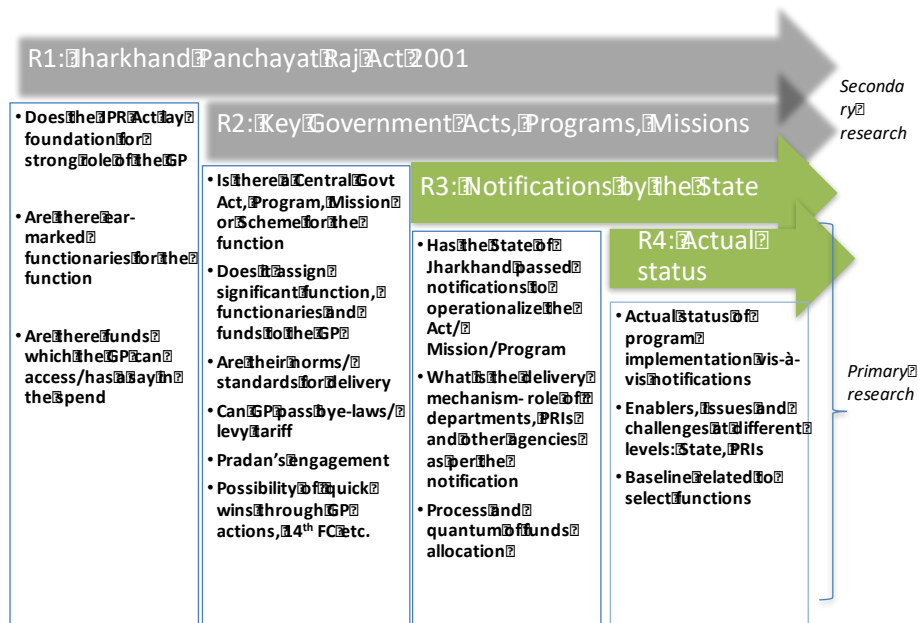 R1: Jharkhand Panchayat Raj Act 2001
Seconda
ry
research
• Does the JPR Act lay
foundation for
strong role of the GP
• Are there ear-
marked
functionaries for the
function
• Are there funds
which the GP can
access/has a say in
the spend
R2: Key Government Acts, Programs, Missions
• Is there a Central Govt
Act, Program, Mission
or Scheme for the
function
• Does it assign
significant function,
functionaries and
funds to the GP
• Are their norms/
standards for delivery
• Can GP pass bye-laws/
levy tariff
• Pradan's engagement
• Possibility of quick
wins through GP
actions, 14th FC etc.
R3: Notifications by the State
• Has the State of
Jharkhand passed
notifications to
operationalize the
Act/
Mission/Program
• What is the delivery
mechanism- role of
departments, PRIs
and other agencies
as per the
notification
• Process and
quantum of funds
allocation
R4: Actual
status
• Actual status of
program
implementation vis-à-
vis notifications
• Enablers, Issues and
challenges at different
levels: State, PRIs
• Baseline related to
select functions
Primary
research